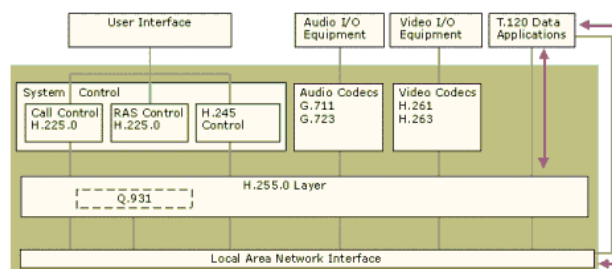 User Interface
Audio I/O
Equipment
Video I/O
Equipment
T.120 Data
Applications
System Control
Call Control
H.225.0
RAS Control
H.225.0
H.245
Control
Audio Codecs
G.711
G.723
Video Codecs
H.261
H.263
H.255.0 Layer
Q.931
Local Area Network Interface